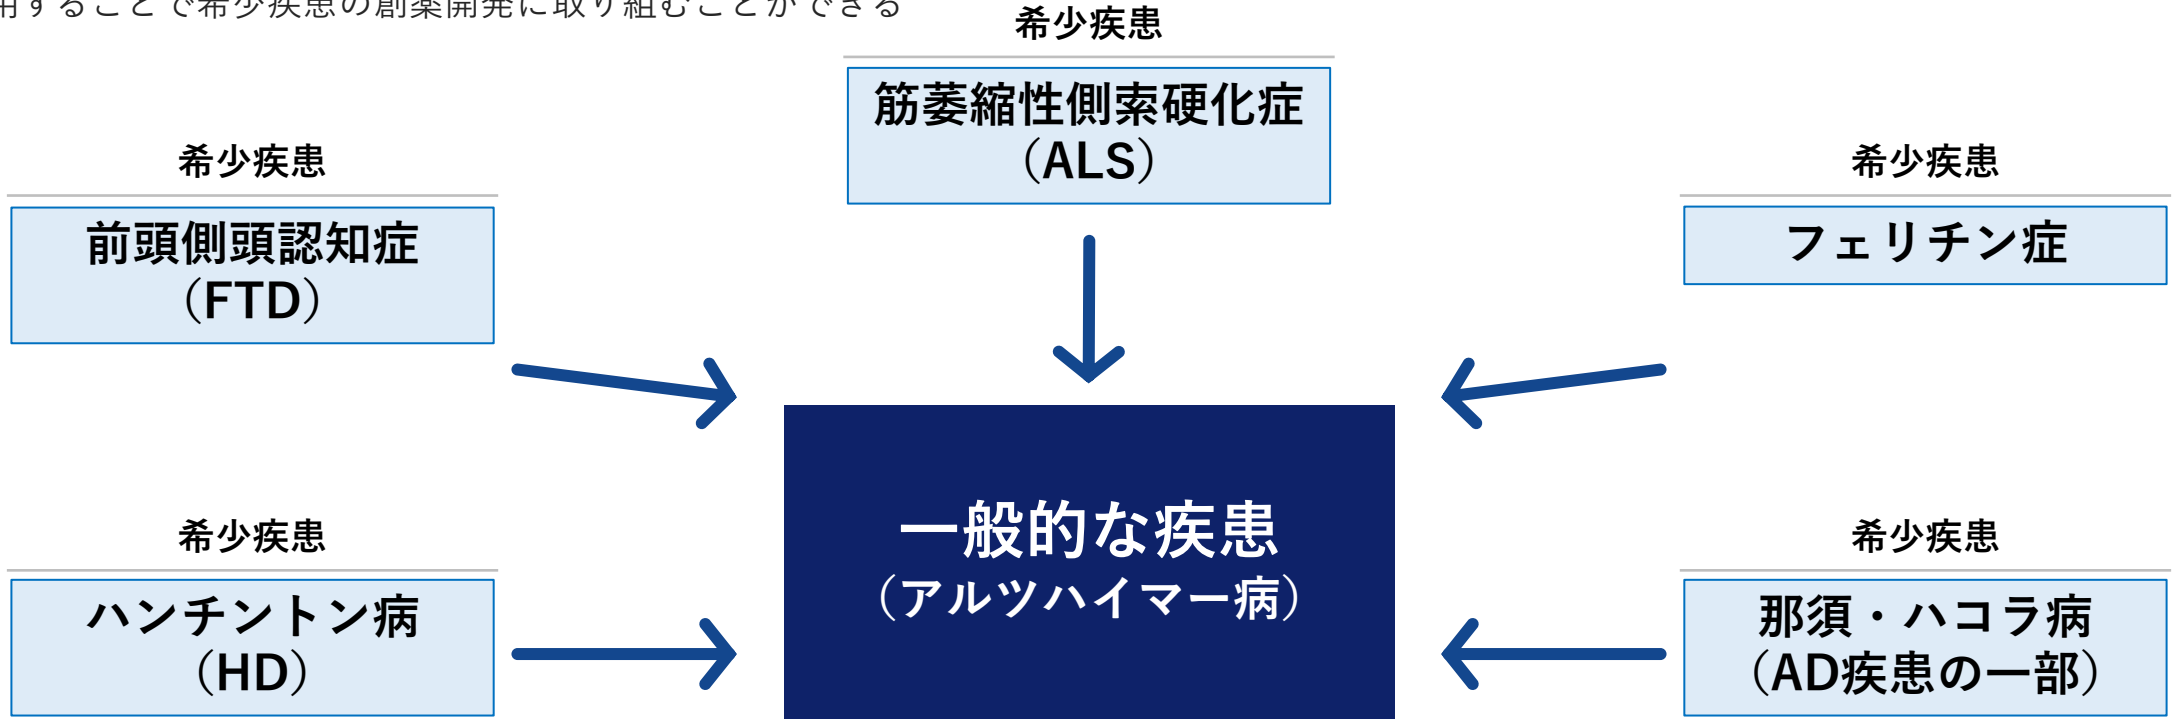 用することで希少疾患の創薬開発に取り組むことができる
希少疾患
筋萎縮性側索硬化症
（ALS）
希少疾患
前頭側頭認知症
（FTD）
希少疾患
フェリチン症
一般的な疾患
（アルツハイマー病）
希少疾患
ハンチントン病
（HD）
希少疾患
那須・ハコラ病
（AD疾患の一部）